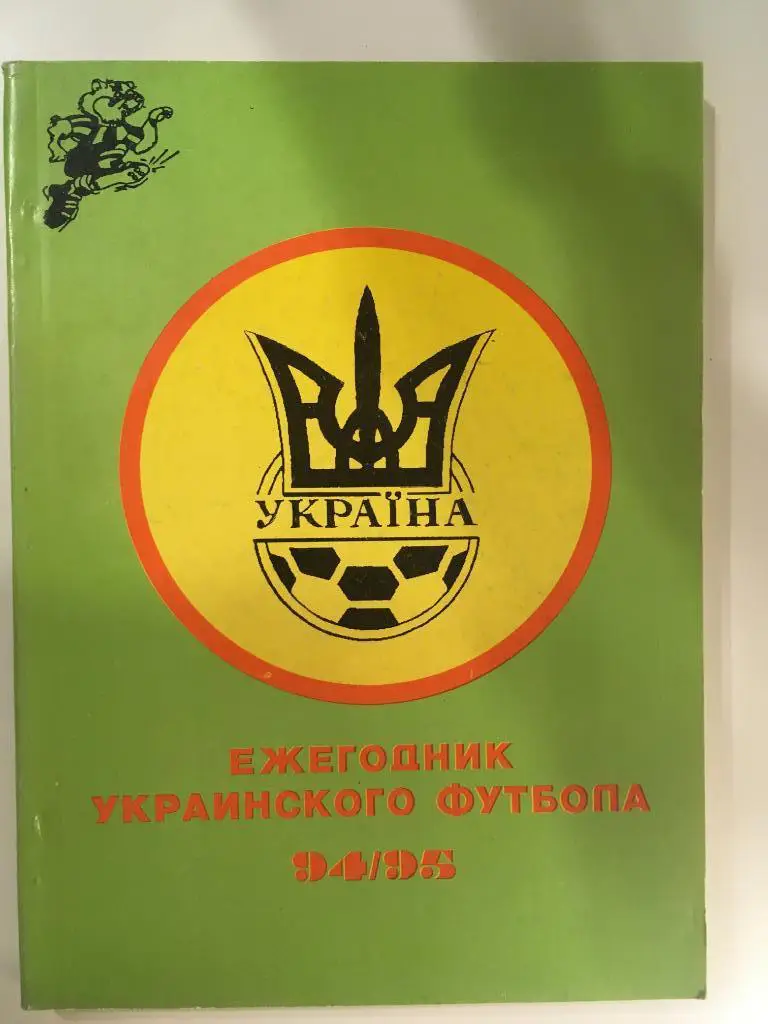 УКРАЇНА
ЕЖЕГОДНИК
УКРАИНСКОГО ФУТБОЛА
94/95